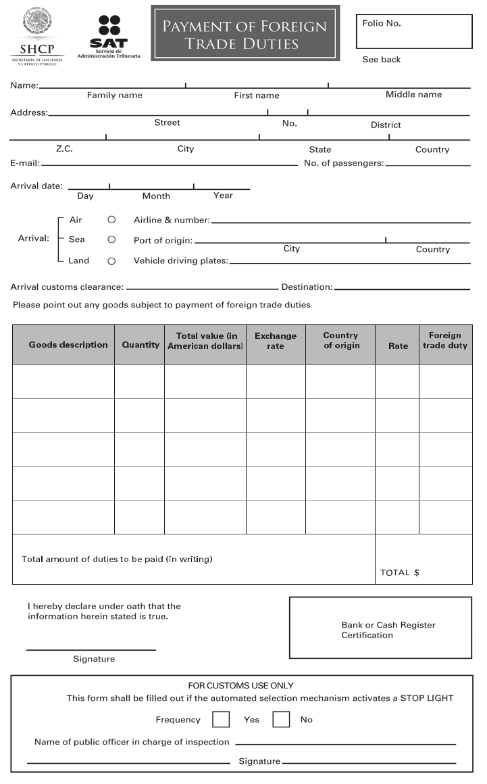 SHCP
SECRETARÍA DE HACIENDA
Y CRÉDITO PÚBLICO
SAT
Servicio de
Administración Tributaria
PAYMENT OF FOREIGN
TRADE DUTIES
Folio No.
See back
Name:
Family name First name Middle name
Address:
Street No. District
Z.C. City State Country
E-mail: No. of passengers:
Arrival date:
Day Month Year
Arrival:
Air Airline & number:
Sea Port of origin:
City Country
Land Vehicle driving plates:
Arrival customs clearance: Destination:
Please point out any goods subject to payment of foreign trade duties
Goods description Quantity Total value (in American dollars) Exchange rate Country of origin Rate Foreign trade duty
Total amount of duties to be paid (in writing)
TOTAL $
I hereby declare under oath that the
information herein stated is true.
Signature
Bank or Cash Register
Certification
FOR CUSTOMS USE ONLY
This form shall be filled out if the automated selection mechanism activates a STOP LIGHT
Frequency Yes No
Name of public officer in charge of inspection
Signature